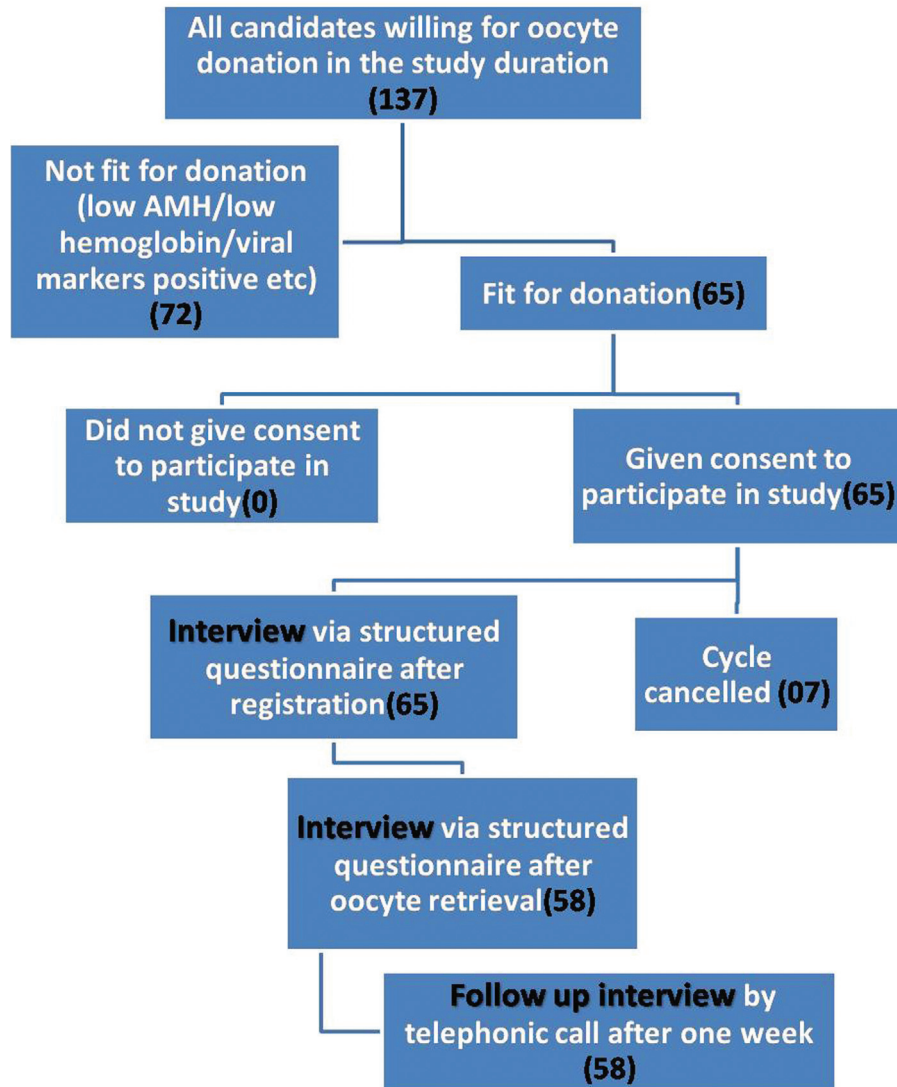 All candidates willing for oocyte
donation in the study duration
(137)
Not fit for donation
(low AMH/low
hemoglobin/viral
markers positive etc)
(72)
Fit for donation(65)
Did not give consent
to participate in
study(0)
Given consent to
participate in study(65)
Interview via structured
questionnaire after
registration(65)
Cycle
cancelled (07)
Interview via structured
questionnaire after
oocyte retrieval(58)
Follow up interview by
telephonic call after one week
(58)